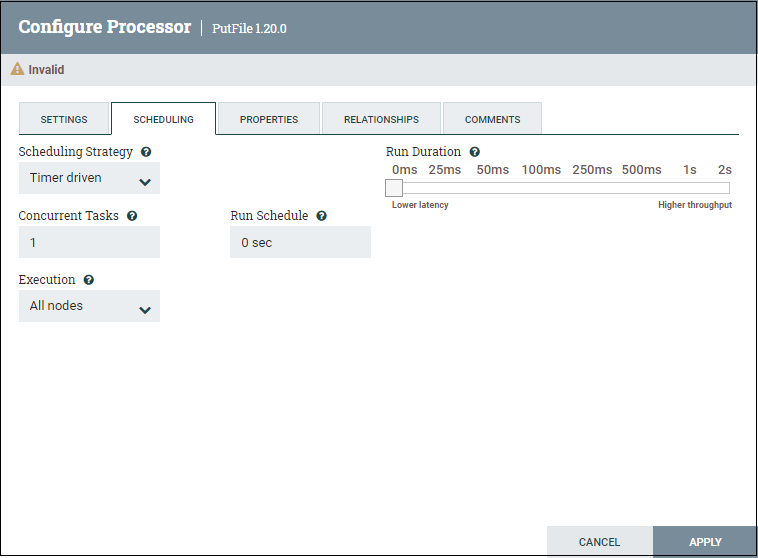 Configure Processor | PutFile 1.20.0
Invalid
SETTINGS SCHEDULING PROPERTIES RELATIONSHIPS COMMENTS
Scheduling Strategy ? Run Duration ?
Timer driven 0ms 25ms 50ms 100ms 250ms 500ms 1s 2s
Lower latency Higher throughput
Concurrent Tasks ? Run Schedule ?
1 0 sec
Execution ?
All nodes
CANCEL APPLY